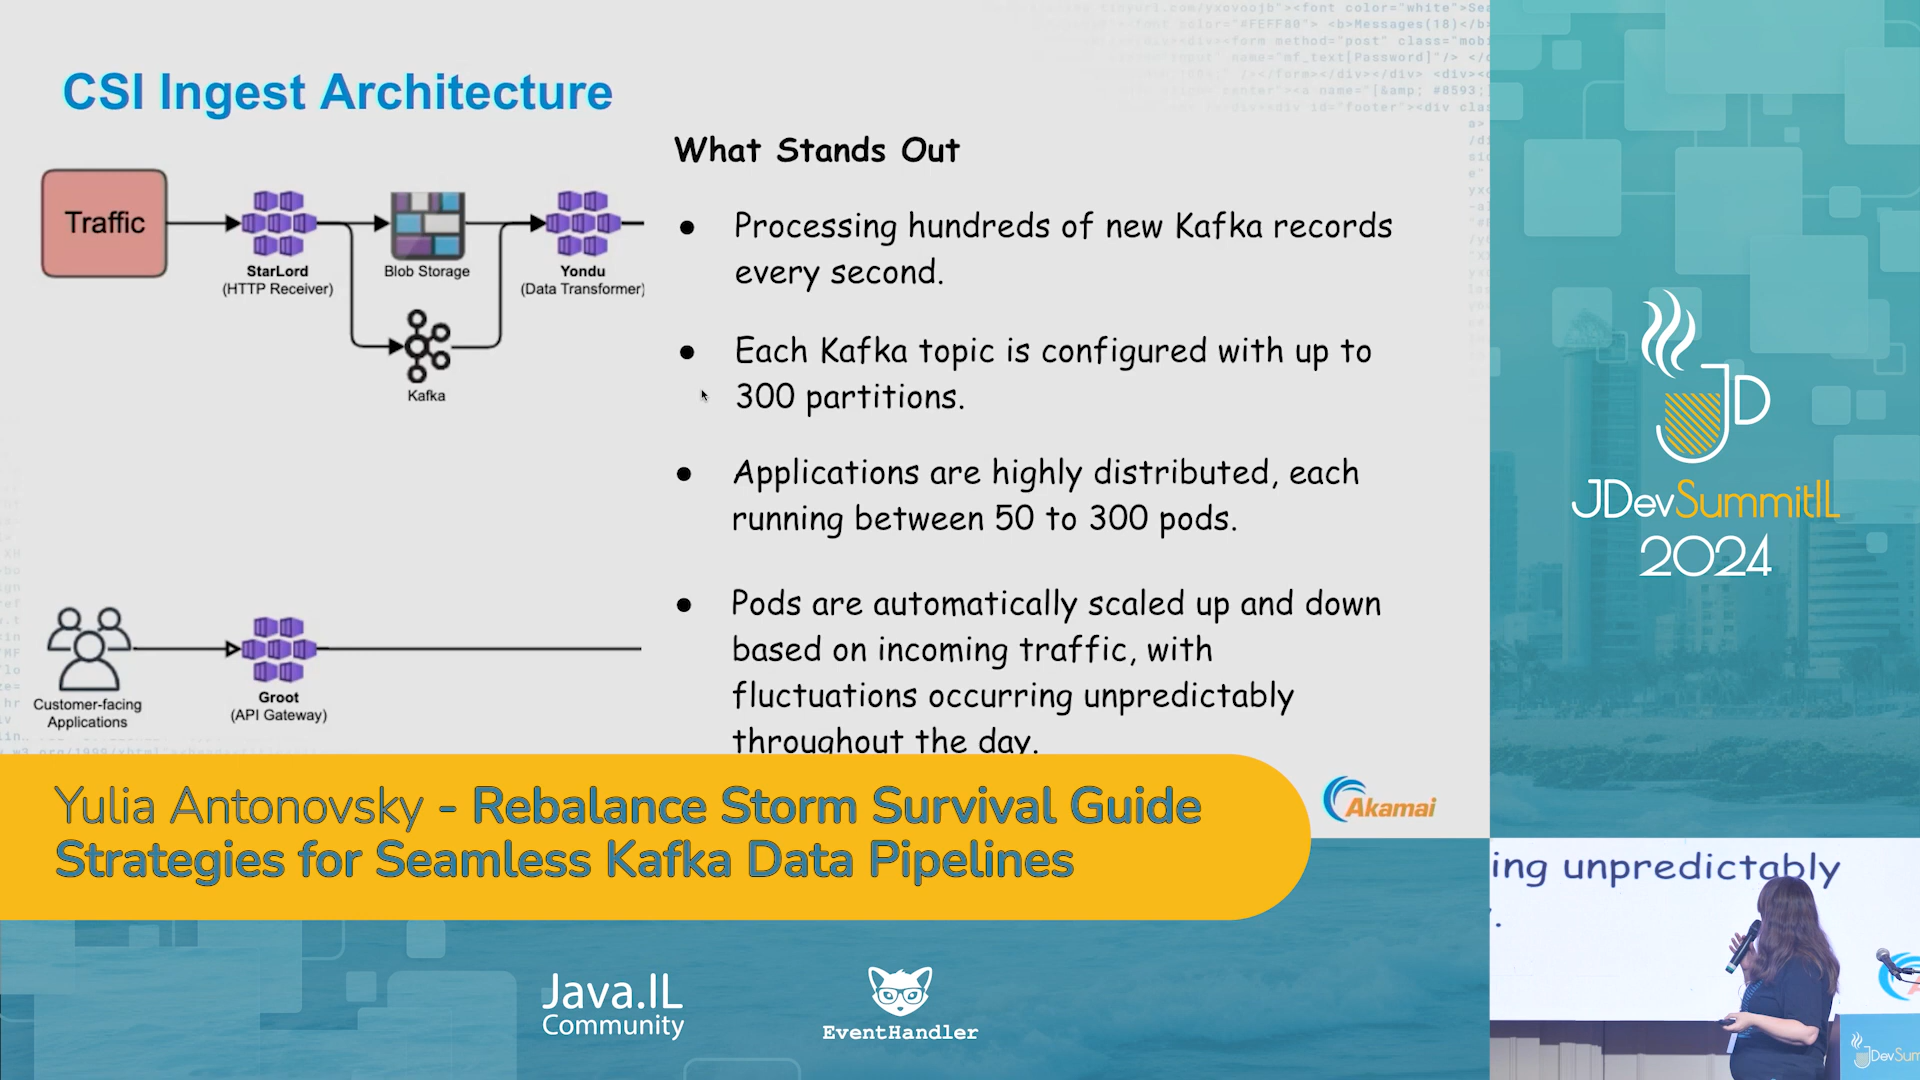 CSI Ingest Architecture
What Stands Out
Traffic
StarLord
(HTTP Receiver)
Blob Storage
Yondu
(Data Transformer)
Kafka
Customer-facing
Applications
Groot
(API Gateway)
● Processing hundreds of new Kafka records
every second.
● Each Kafka topic is configured with up to
300 partitions.
● Applications are highly distributed, each
running between 50 to 300 pods.
● Pods are automatically scaled up and down
based on incoming traffic, with
fluctuations occurring unpredictably
throughout the day.
Akamai
Yulia Antonovsky - Rebalance Storm Survival Guide
Strategies for Seamless Kafka Data Pipelines
Java.IL
Community
EventHandler
JD
JDevSummitIL
2024
ing unpredictably
JDevSum